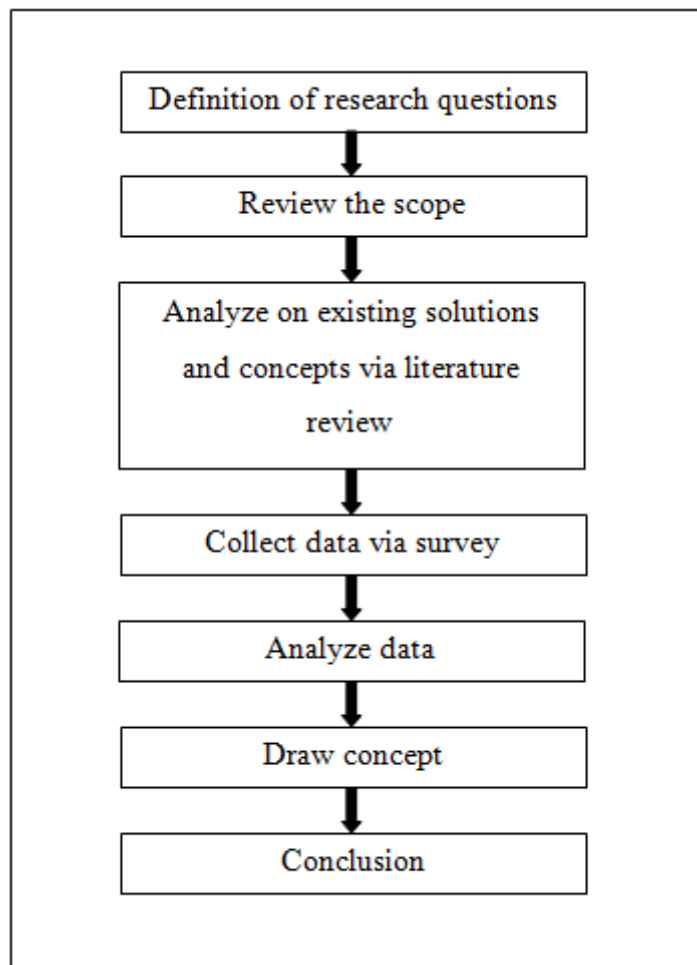 Definition of research questions
Review the scope
Analyze on existing solutions
and concepts via literature
review
Collect data via survey
Analyze data
Draw concept
Conclusion